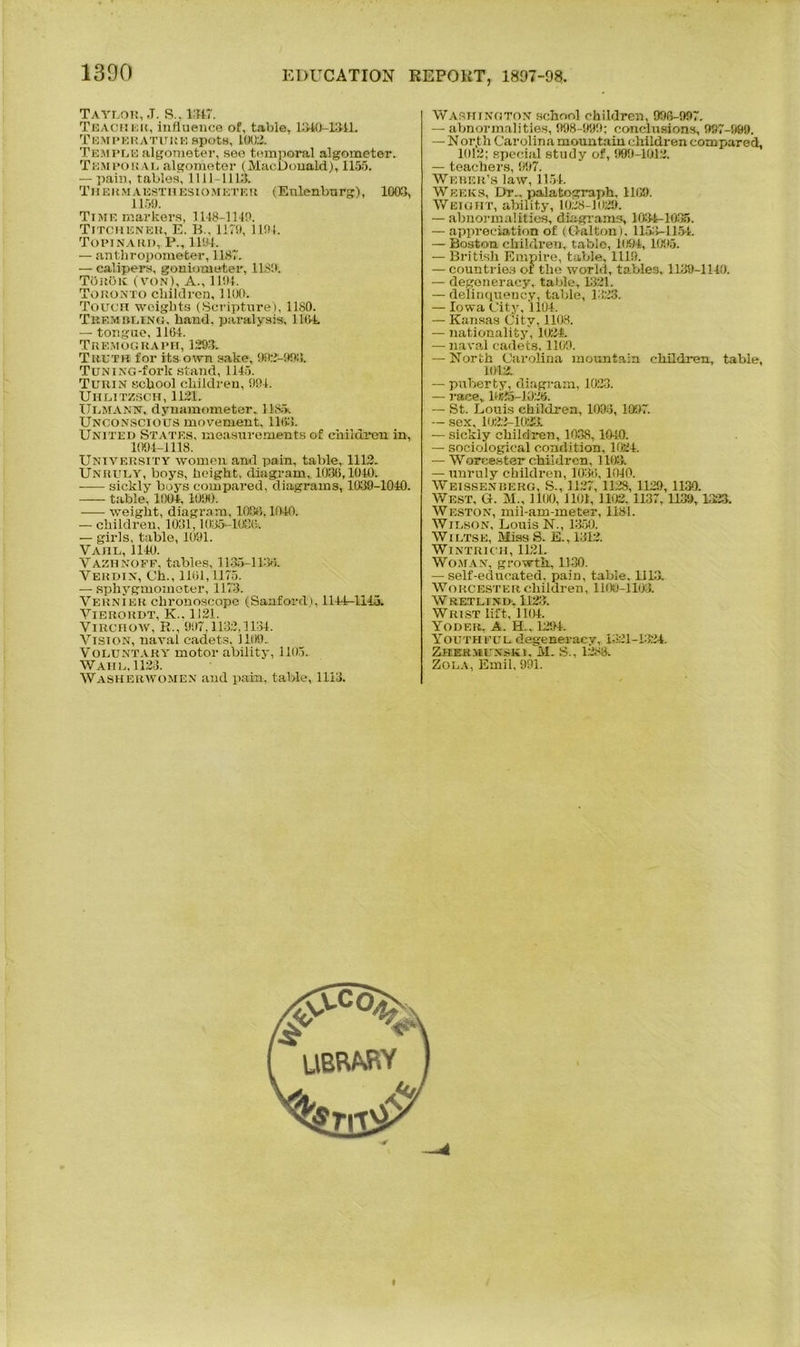 1390 EDUCATION REPORT, 1897-98.
TAYLOR, J. S., 1347.
TEACHER, influence of, table, 1340-1341.
TEMPERATURE spots, 1002.
TEMPLE algometer, see temporal algometer.
TEMPORAL algometer (MacDonald), 1155.
— pain, tables, 1111-1113.
THERMAESTHESIOMETER (Eulenburg), 1003,
1159.
TIME markers, 1148-1149.
TITCHENER, E. B., 1179, 1194.
TOPINARD, P., 1194.
— anthropometer, 1187.
— calipers, goniometer, 1189.
TÖRÖK (VON), A., 1194.
TORONTO children, 1100.
TOUCH weights (Scripture), 1180.
TREMBLING, hand, paralysis, 1164.
— tongue, 1164.
TREMOGRAPH, 1293.
TRUTH for its own sake, 992-993.
TUNING-fork stand, 1145.
TURIN school children, 994.
UHLITZSCH, 1121.
ULMANN, dynamometer, 1185.
UNCONSCIOUS movement, 1163.
UNITED STATES, measurements of children in,
1094-1118.
UNIVERSITY women and pain, table, 1112.
UNRULY, boys, height, diagram, 1036, 1040.
—— sickly boys compared, diagrams, 1039-1040.
—— table, 1004, 1090.
—— weight, diagram, 1036, 1040.
— children, 1031, 1035-1036.
— girls, table, 1091.
VAHL, 1140.
VAZHNOFF, tables, 1135-1136.
VERDIN, Ch., 1161, 1175.
— sphygmometer, 1173.
VERNIER chronoscope (Sanford), 1144-1145.
VIERORDT, K., 1121.
VIRCHOW, R., 997, 1132, 1134.
VISION, naval cadets, 1109.
VOLUNTARY motor ability, 1105.
WAHL, 1123.
WASHERWOMEN and pain, table, 1113.
WASHINGTON school children, 996-997.
— abnormalities, 998-999; conclusions, 997-999.
— North Carolina mountain children compared,
1012; special study of, 999-1012.
— teachers, 997.
WEBER'S law, 1154.
WEEKS, Dr., palatograph, 1169.
WEIGHT, ability, 1028-1029.
— abnormalities, diagrams, 1034-1035.
— appreciation of (Galton), 1153-1154.
— Boston children, table, 1094, 1095.
— British Empire, table, 1119.
— countries of the world, tables, 1139-1140.
— degeneracy, table, 1321.
— delinquency, table, 1323.
— Iowa City, 1104.
— Kansas City, 1108.
— nationality, 1024.
— naval cadets, 1109.
— North Carolina mountain children, table,
1012.
— puberty, diagram, 1023.
— race, 1025-1026.
— St. Louis children, 1093, 1097.
— sex, 1022-1023.
— sickly children, 1038, 1040.
— sociological condition, 1024.
— Worcester children, 1103.
— unruly children, 1036, 1040.
WEISSENBERG, S., 1127, 1128, 1129, 1130.
WEST, G. M., 1100, 1101, 1102, 1137, 1139, 1323.
WESTON, mil-am-meter, 1181.
WILSON, Louis N., 1350.
WILTSE, Miss S. E., 1312.
WINTRICH, 1121.
WOMAN, growth, 1130.
— self-educated, pain, table, 1113.
WORCESTER children, 1100-1103.
WRETLIND, 1123.
WRIST lift, 1104.
YODER, A. H., 1294.
YOUTHFUL degeneracy, 1321-1324.
ZHERMUNSKI, M. S., 1288.
ZOLA, Emil, 991.
WELLCOME
LIBRARY
INSTITUTE